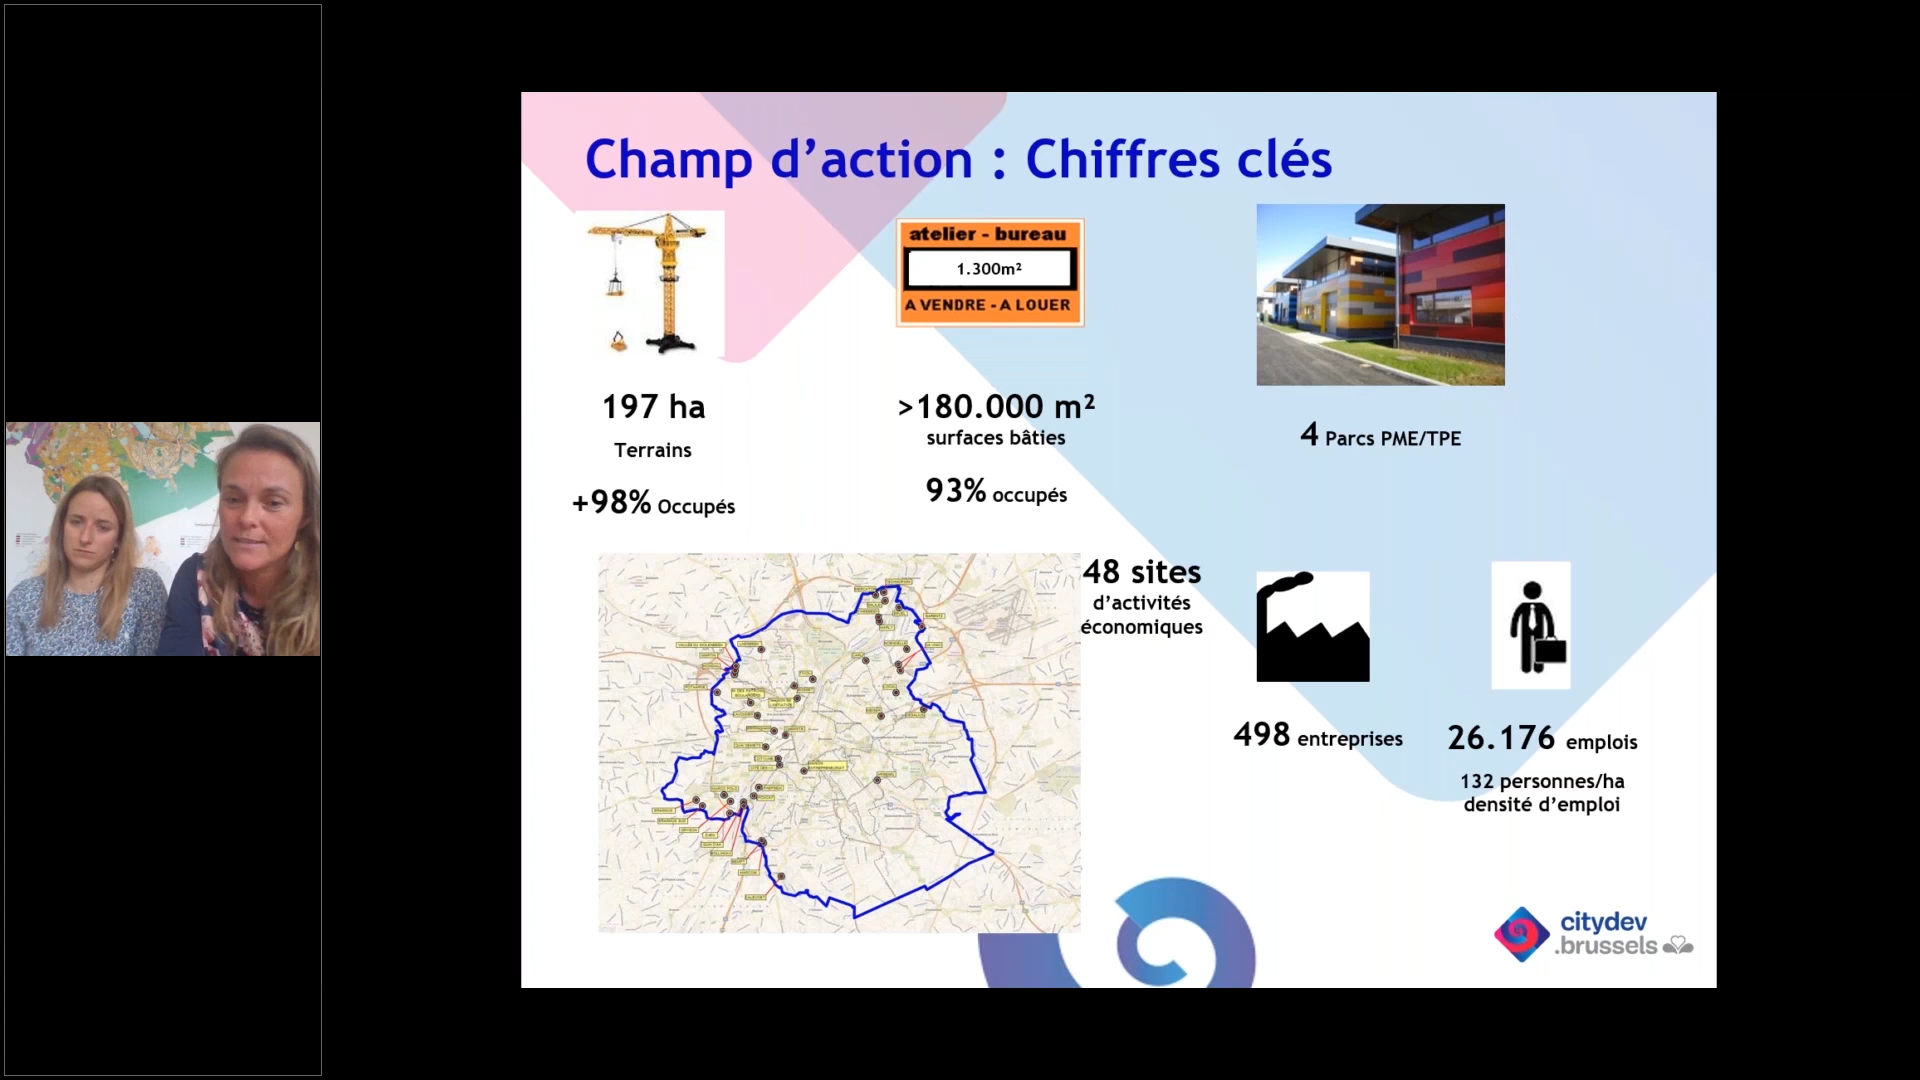 Champ d’action : Chiffres clés
atelier - bureau
1.300m²
A VENDRE - A LOUER
197 ha
Terrains
+98% Occupés
>180.000 m²
surfaces bâties
93% occupés
4 Parcs PME/TPE
48 sites
d’activités
économiques
498 entreprises
26.176 emplois
132 personnes/ha
densité d’emploi
citydev
.brussels